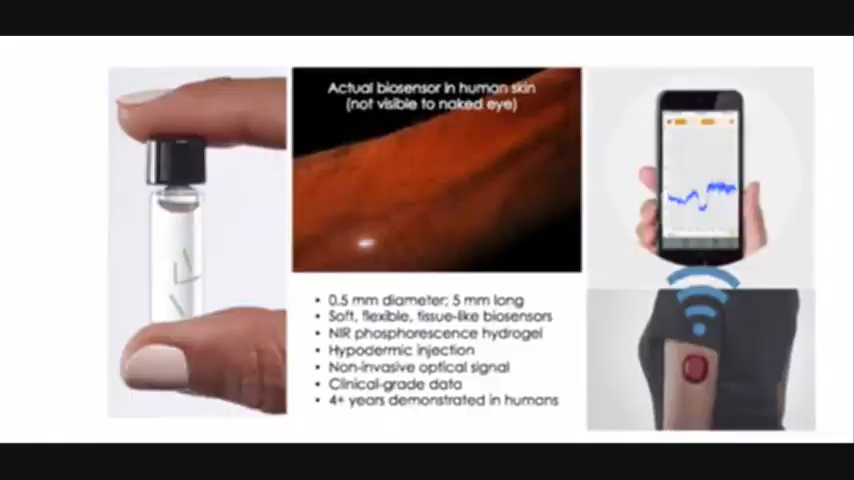 Actual biosensor in human skin
(not visible to naked eye)
• 0.5 mm diameter; 5 mm long
• Soft, flexible, tissue-like biosensors
• NIR phosphorescence hydrogel
• Hypodermic injection
• Non-invasive optical signal
• Clinical-grade data
• 4+ years demonstrated in humans